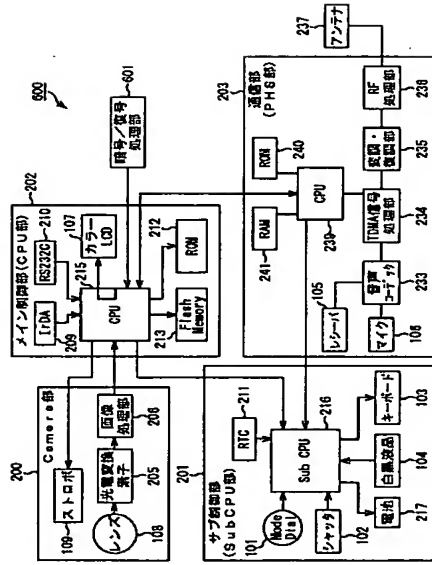 600
200
Camera部
ストロボ
109
レンズ
108
光電変換
素子
205
画像
処理部
206
メイン制御部(CPU部)
202
IrDA
209
RS232C
210
215
107
カラー
LCD
CPU
212
ROM
213
Flash
Memory
暗号/復号
処理部
601
201
サブ制御部
(SubCPU部)
RTC
211
Sub CPU
216
101
Mode
Dial
シャッタ
102
電池
217
白黒液晶
104
キーボード
103
203
通信部
(PHS部)
ROM
240
RAM
241
CPU
239
レシーバ
105
マイク
106
音声
コーデック
233
TDMA信号
処理部
234
変調・
復調部
235
RF
処理部
236
237
アンテナ